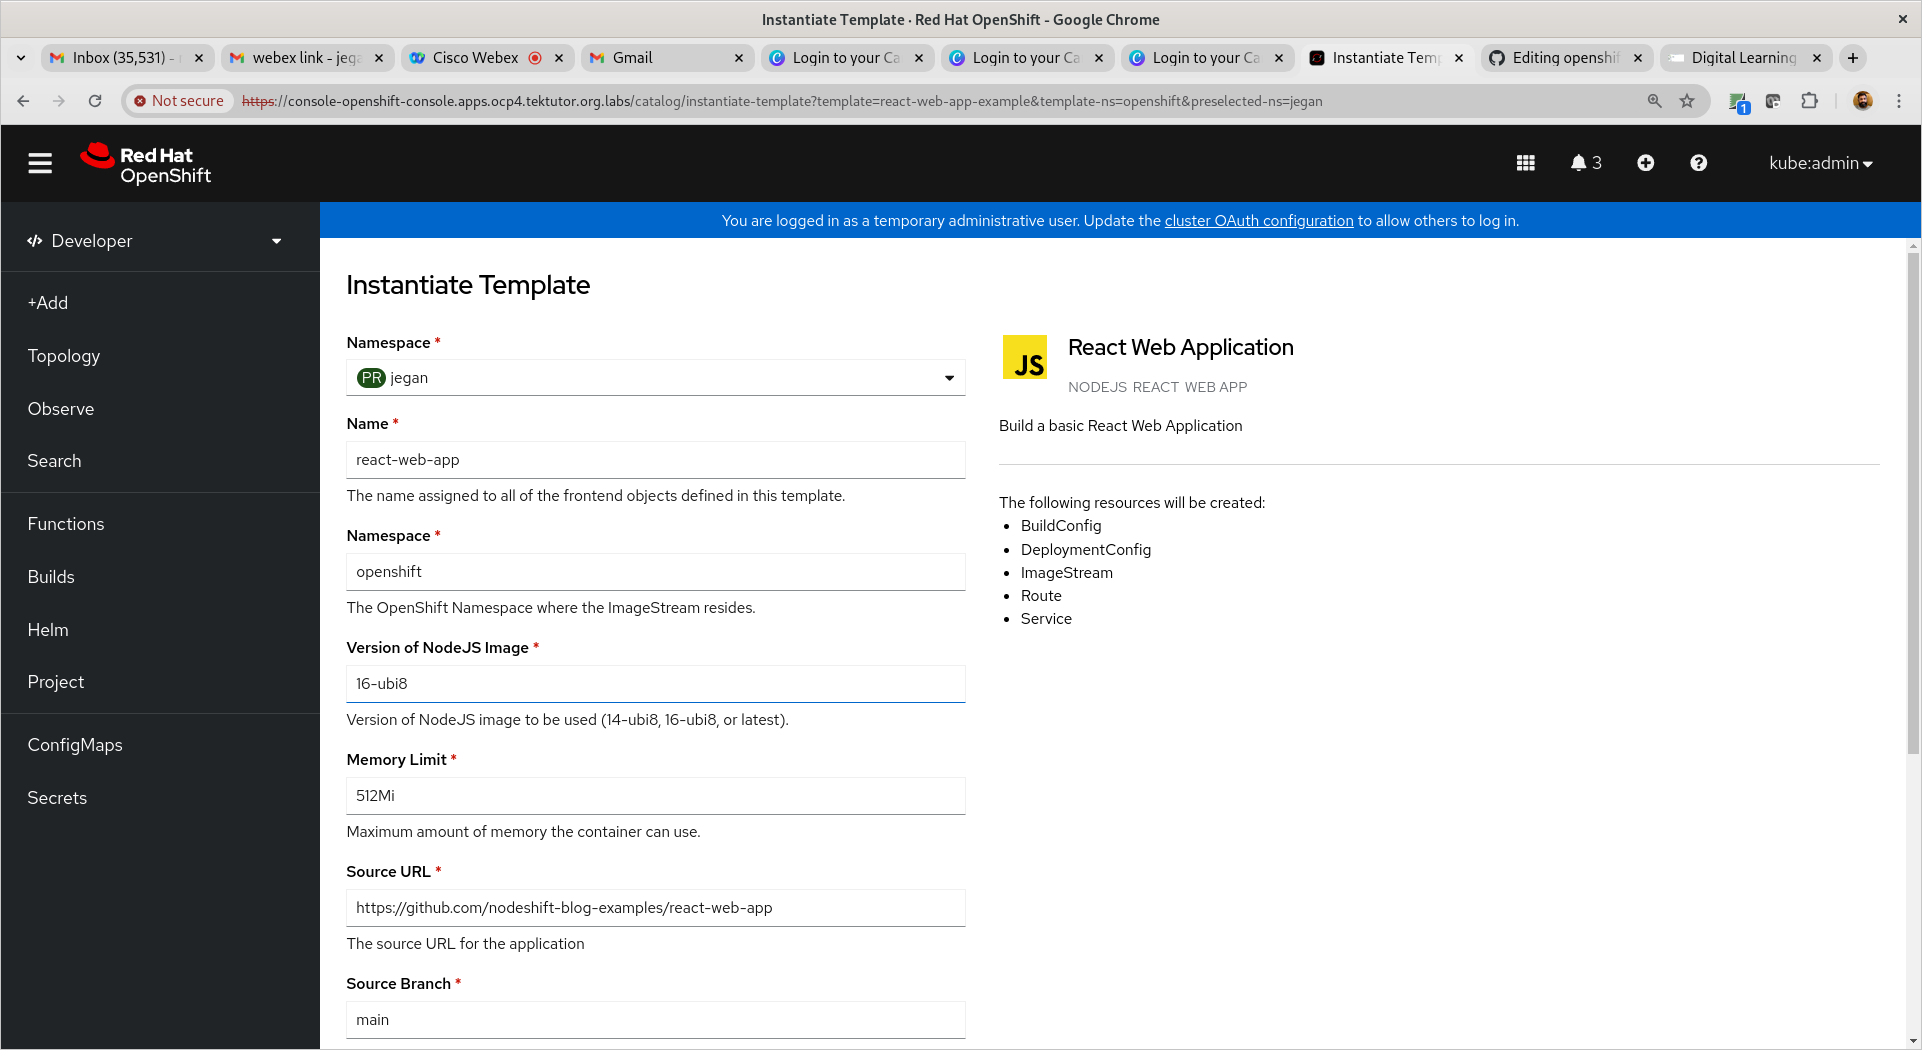 Instantiate Template · Red Hat OpenShift - Google Chrome
Inbox (35,531) -
webex link - jega
Cisco Webex
Gmail
Login to your Ca
Login to your Ca
Login to your Ca
Instantiate Temp
Editing openshif
Digital Learning
Not secure
https://console-openshift-console.apps.ocp4.tektutor.org.labs/catalog/instantiate-template?template=react-web-app-example&template-ns=openshift&preselected-ns=jegan
1
Red Hat
OpenShift
3
kube:admin
You are logged in as a temporary administrative user. Update the cluster OAuth configuration to allow others to log in.
Developer
+Add
Topology
Observe
Search
Functions
Builds
Helm
Project
ConfigMaps
Secrets
Instantiate Template
Namespace *
PR jegan
Name *
react-web-app
The name assigned to all of the frontend objects defined in this template.
Namespace *
openshift
The OpenShift Namespace where the ImageStream resides.
Version of NodeJS Image *
16-ubi8
Version of NodeJS image to be used (14-ubi8, 16-ubi8, or latest).
Memory Limit *
512Mi
Maximum amount of memory the container can use.
Source URL *
https://github.com/nodeshift-blog-examples/react-web-app
The source URL for the application
Source Branch *
main
JS
React Web Application
NODEJS REACT WEB APP
Build a basic React Web Application
The following resources will be created:
BuildConfig
DeploymentConfig
ImageStream
Route
Service